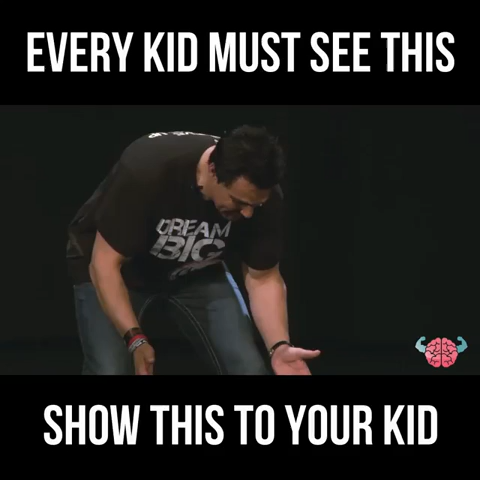 EVERY KID MUST SEE THIS
DREAM
BIG
SHOW THIS TO YOUR KID